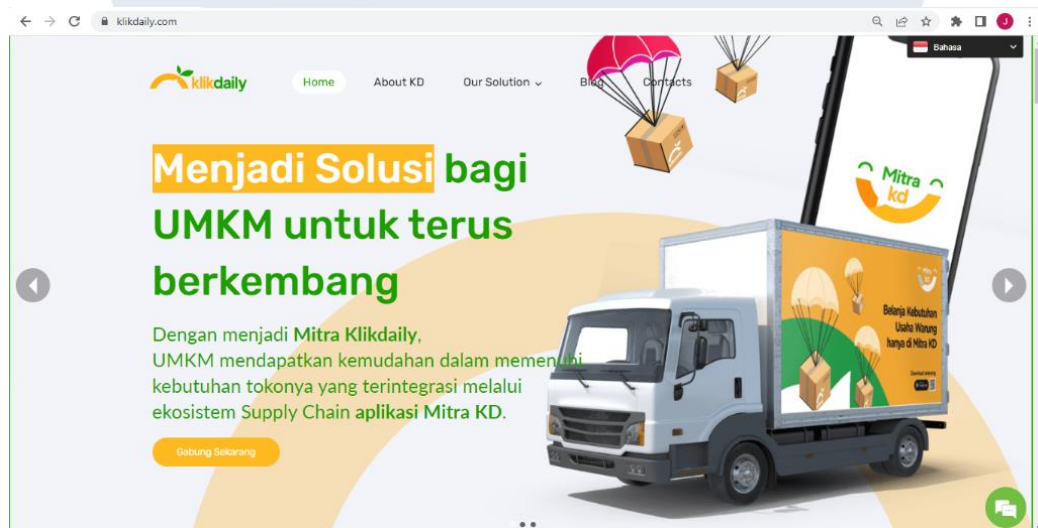 klikdaily.com
J
Bahasa
klikdaily
Home
About KD
Our Solution
Blog
Contacts
Menjadi Solusi bagi
UMKM untuk terus
berkembang
Dengan menjadi Mitra Klikdaily,
UMKM mendapatkan kemudahan dalam memenuhi
kebutuhan tokonya yang terintegrasi melalui
ekosistem Supply Chain aplikasi Mitra KD.
Gabung Sekarang
Mitra
kd
Mitra
kd
Belanja Kebutuhan
Usaha Warung
hanya di Mitra KD